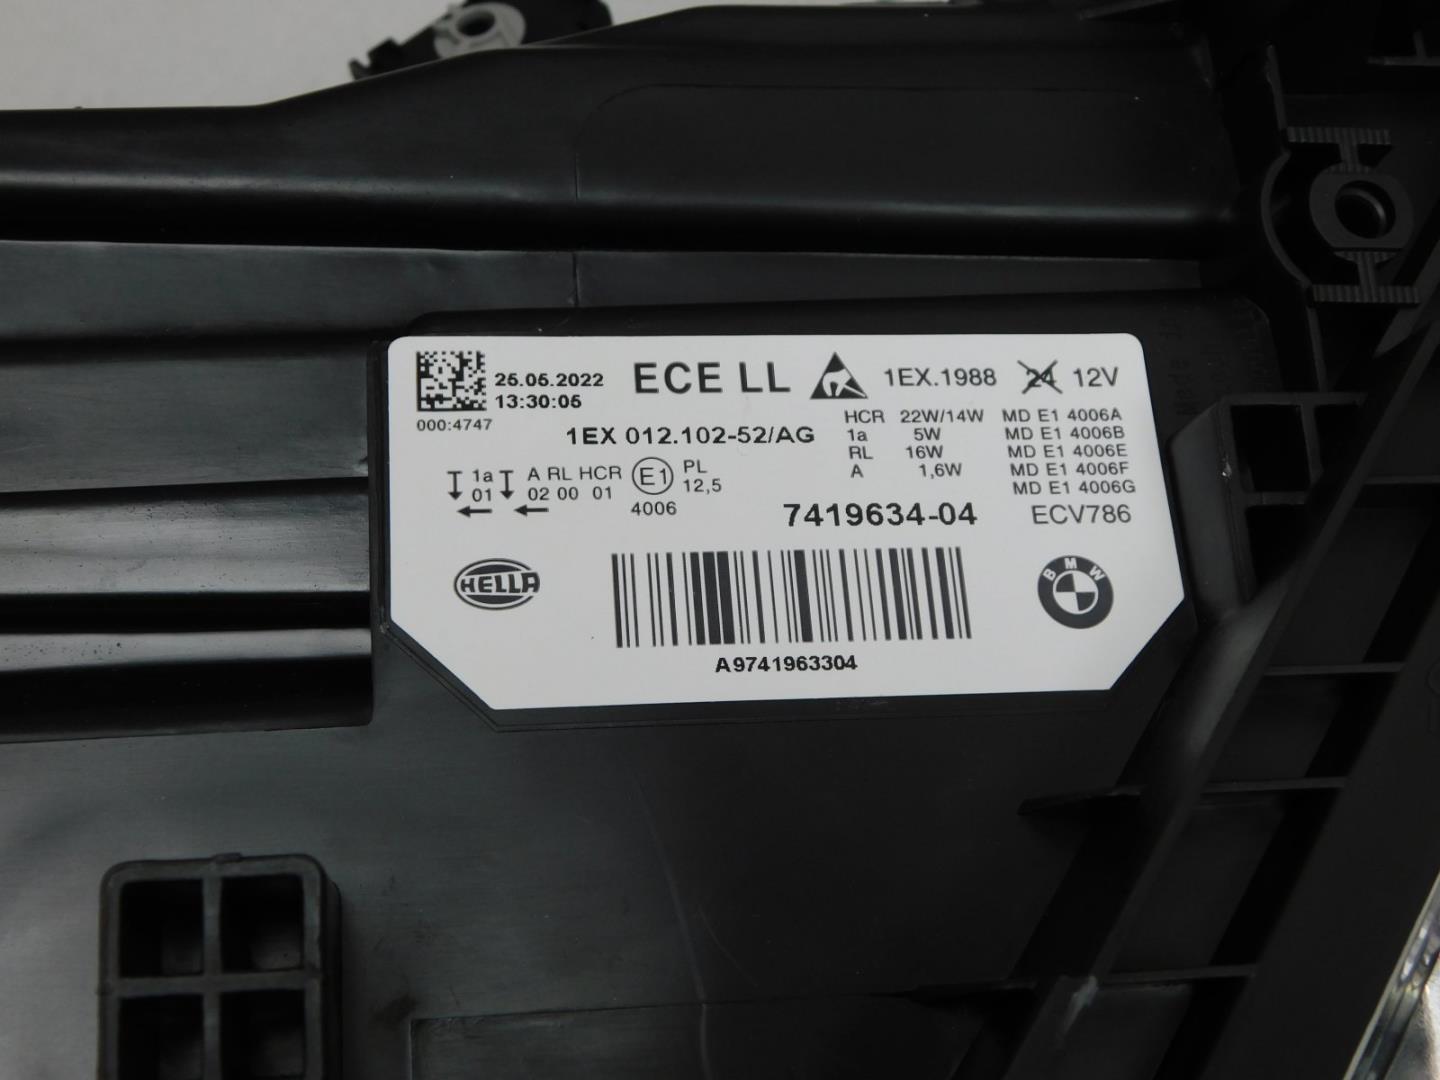 25.05.2022
13:30:05
000:4747
ECE LL
1EX.1988 24 12V
1EX 012.102-52/AG
HCR 22W/14W MD E1 4006A
1a 5W MD E1 4006B
RL 16W MD E1 4006E
A 1,6W MD E1 4006F
MD E1 4006G
1a A RL HCR E1 PL
01 02 00 01 12,5
4006
7419634-04 ECV786
HELLA
BMW
A9741963304